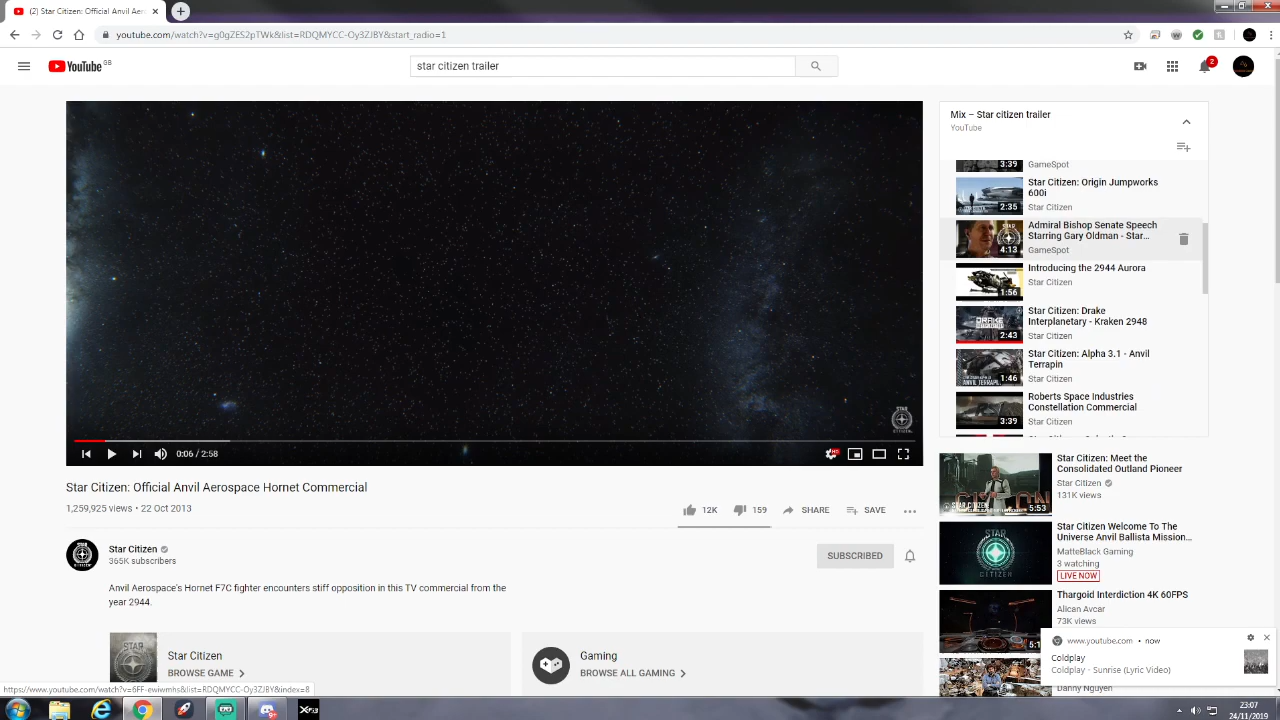 (2) Star Citizen: Official Anvil Aer
youtube.com/watch?v=g0gZES2pTWk&list=RDQMYCC-Oy3ZJBY&start_radio=1
YouTube GB
star citizen trailer
2
Mix – Star citizen trailer
YouTube
3:39
GameSpot
Star Citizen: Origin Jumpworks
600i
2:35
Star Citizen
Admiral Bishop Senate Speech
Starring Gary Oldman - Star...
4:13
GameSpot
Introducing the 2944 Aurora
1:56
Star Citizen
Star Citizen: Drake
Interplanetary - Kraken 2948
DRAKE
2:43
Star Citizen
Star Citizen: Alpha 3.1 - Anvil
Terrapin
1:46
Star Citizen
Roberts Space Industries
Constellation Commercial
3:39
Star Citizen
STAR
CITIZEN
0:06 / 2:58
HD
Star Citizen: Official Anvil Aerospace Hornet Commercial
1,259,925 views • 22 Oct 2013
12K
159
SHARE
SAVE
Star Citizen
365K subscribers
SUBSCRIBED
Anvil Aerospace's Hornet F7C fighter encounters stiff opposition in this TV commercial from the
year 2944.
Star Citizen
BROWSE GAME
Gaming
BROWSE ALL GAMING
Star Citizen: Meet the
Consolidated Outland Pioneer
Star Citizen
131K views
5:53
Star Citizen Welcome To The
Universe Anvil Ballista Mission...
MatteBlack Gaming
3 watching
LIVE NOW
STAR
CITIZEN
Thargoid Interdiction 4K 60FPS
Alican Avcar
73K views
5:1
Danny Nguyen
www.youtube.com • now
Coldplay
Coldplay - Sunrise (Lyric Video)
https://www.youtube.com/watch?v=6FF-ewiwmhs&list=RDQMYCC-Oy3ZJBY&index=8
23:07
24/11/2019